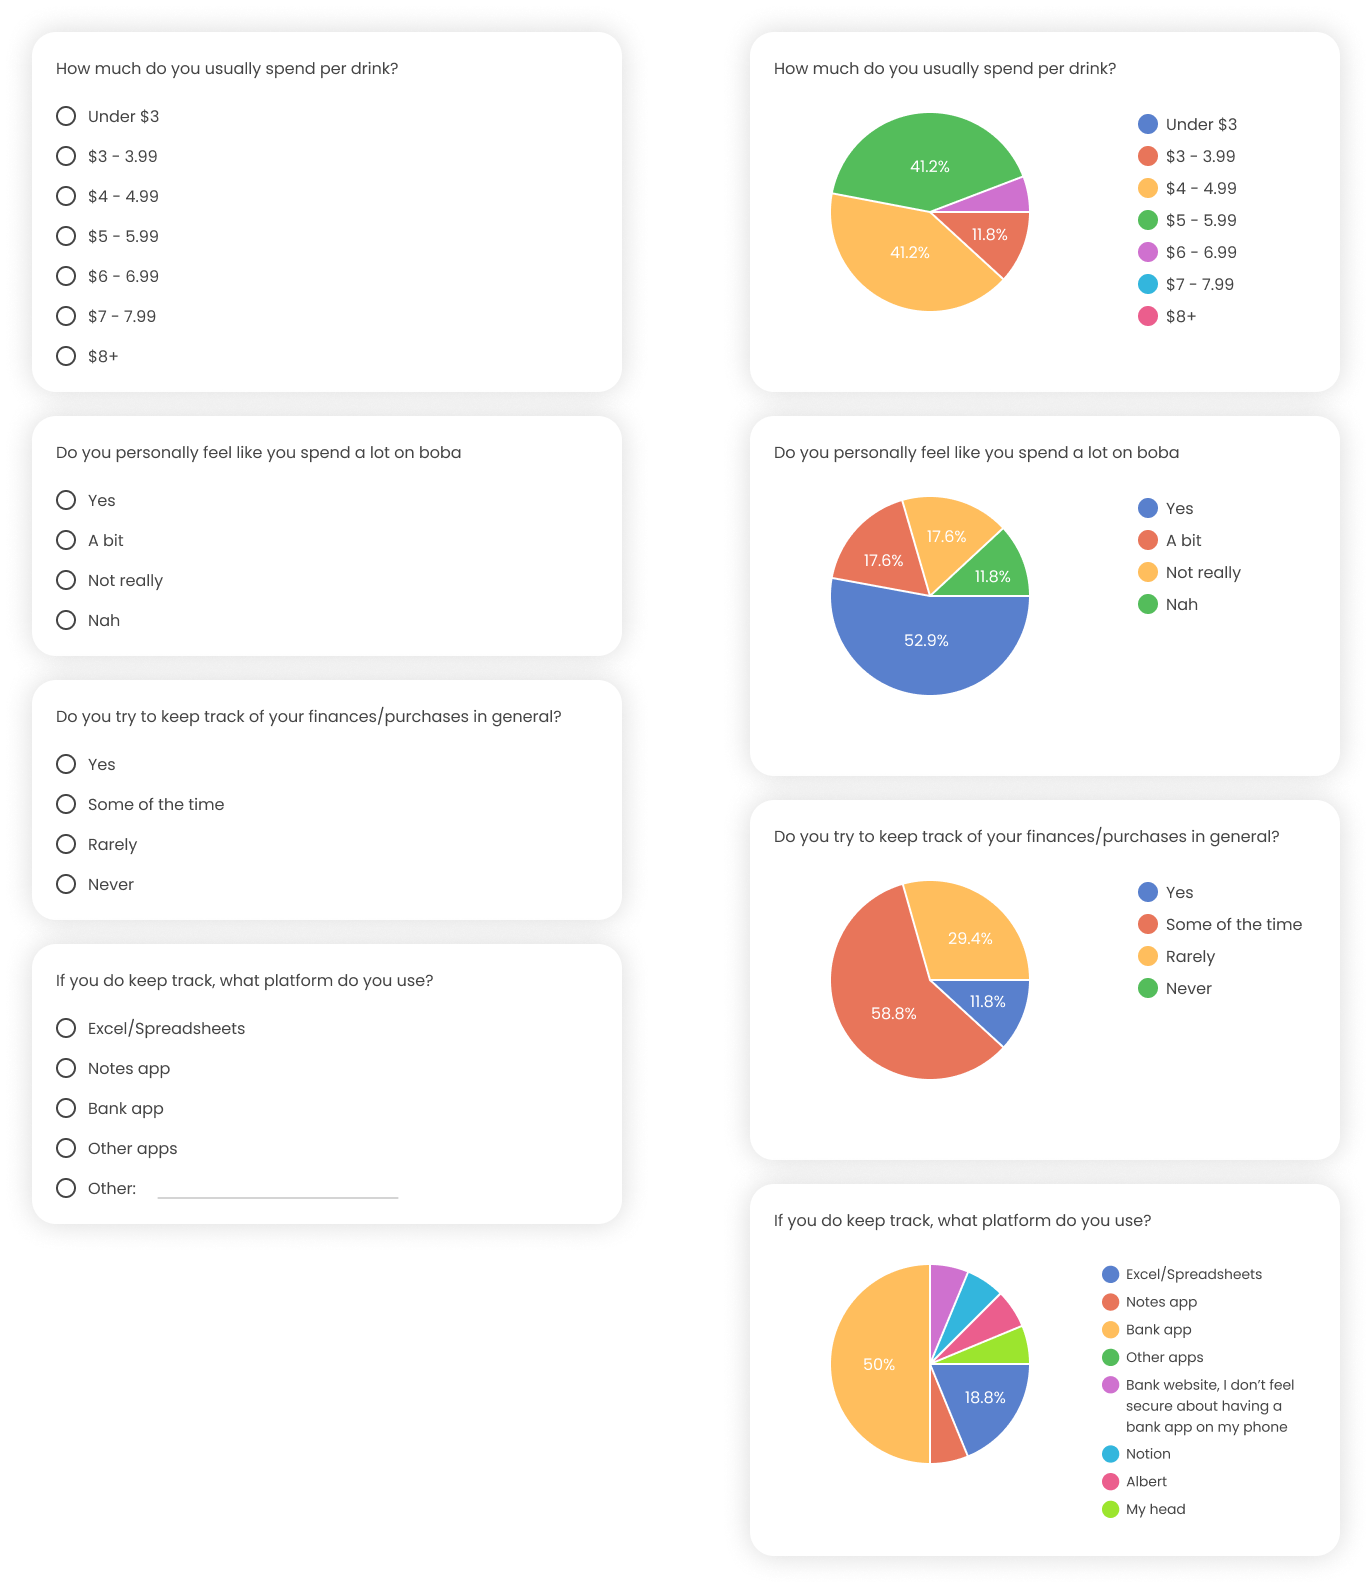 How much do you usually spend per drink?
Under $3
$3 - 3.99
$4 - 4.99
$5 - 5.99
$6 - 6.99
$7 - 7.99
$8+
Do you personally feel like you spend a lot on boba
Yes
A bit
Not really
Nah
Do you try to keep track of your finances/purchases in general?
Yes
Some of the time
Rarely
Never
If you do keep track, what platform do you use?
Excel/Spreadsheets
Notes app
Bank app
Other apps
Other:
How much do you usually spend per drink?
41.2%
11.8%
41.2%
Under $3
$3 - 3.99
$4 - 4.99
$5 - 5.99
$6 - 6.99
$7 - 7.99
$8+
Do you personally feel like you spend a lot on boba
17.6%
17.6%
11.8%
52.9%
Yes
A bit
Not really
Nah
Do you try to keep track of your finances/purchases in general?
29.4%
11.8%
58.8%
Yes
Some of the time
Rarely
Never
If you do keep track, what platform do you use?
50%
18.8%
Excel/Spreadsheets
Notes app
Bank app
Other apps
Bank website, I don’t feel
secure about having a
bank app on my phone
Notion
Albert
My head